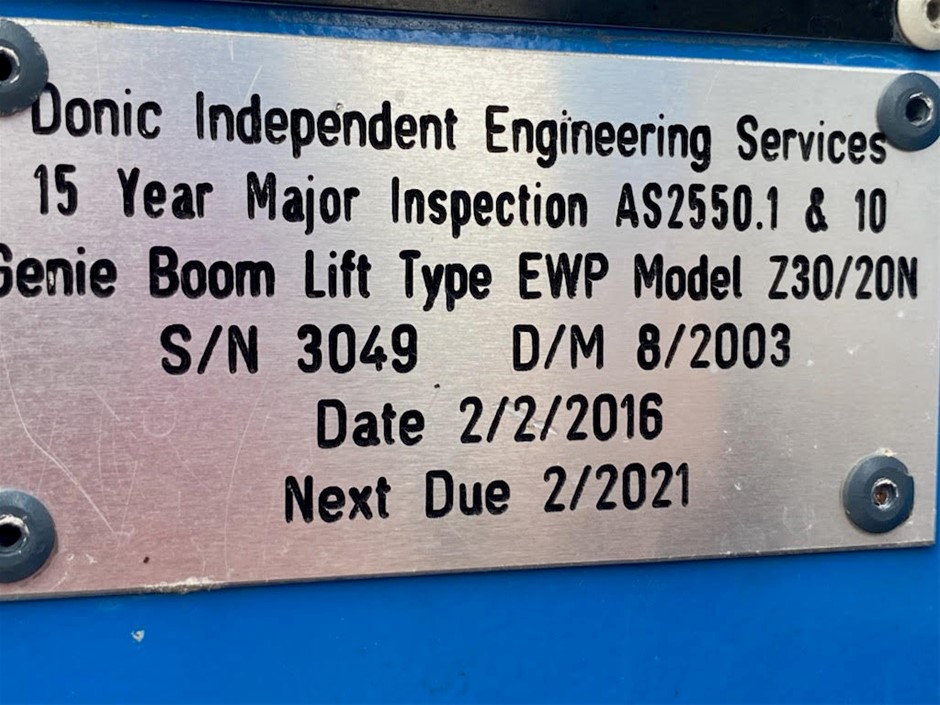 Donic Independent Engineering Services
15 Year Major Inspection AS2550.1 & 10
Genie Boom Lift Type EWP Model Z30/20N
S/N 3049 D/M 8/2003
Date 2/2/2016
Next Due 2/2021